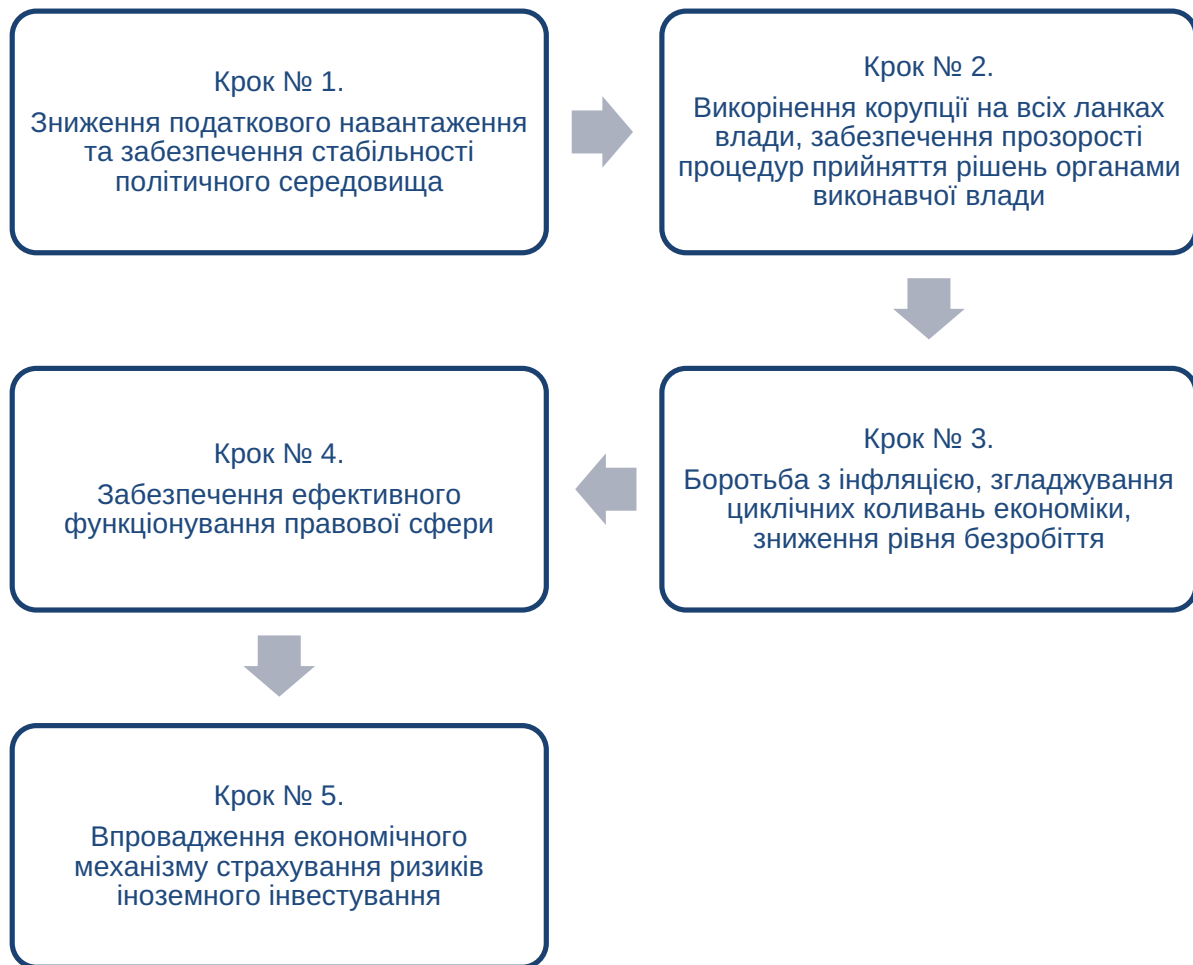 Крок № 1.
Зниження податкового навантаження
та забезпечення стабільності
політичного середовища
Крок № 2.
Викорінення корупції на всіх ланках
влади, забезпечення прозорості
процедур прийняття рішень органами
виконавчої влади
Крок № 3.
Боротьба з інфляцією, згладжування
циклічних коливань економіки,
зниження рівня безробіття
Крок № 4.
Забезпечення ефективного
функціонування правової сфери
Крок № 5.
Впровадження економічного
механізму страхування ризиків
іноземного інвестування